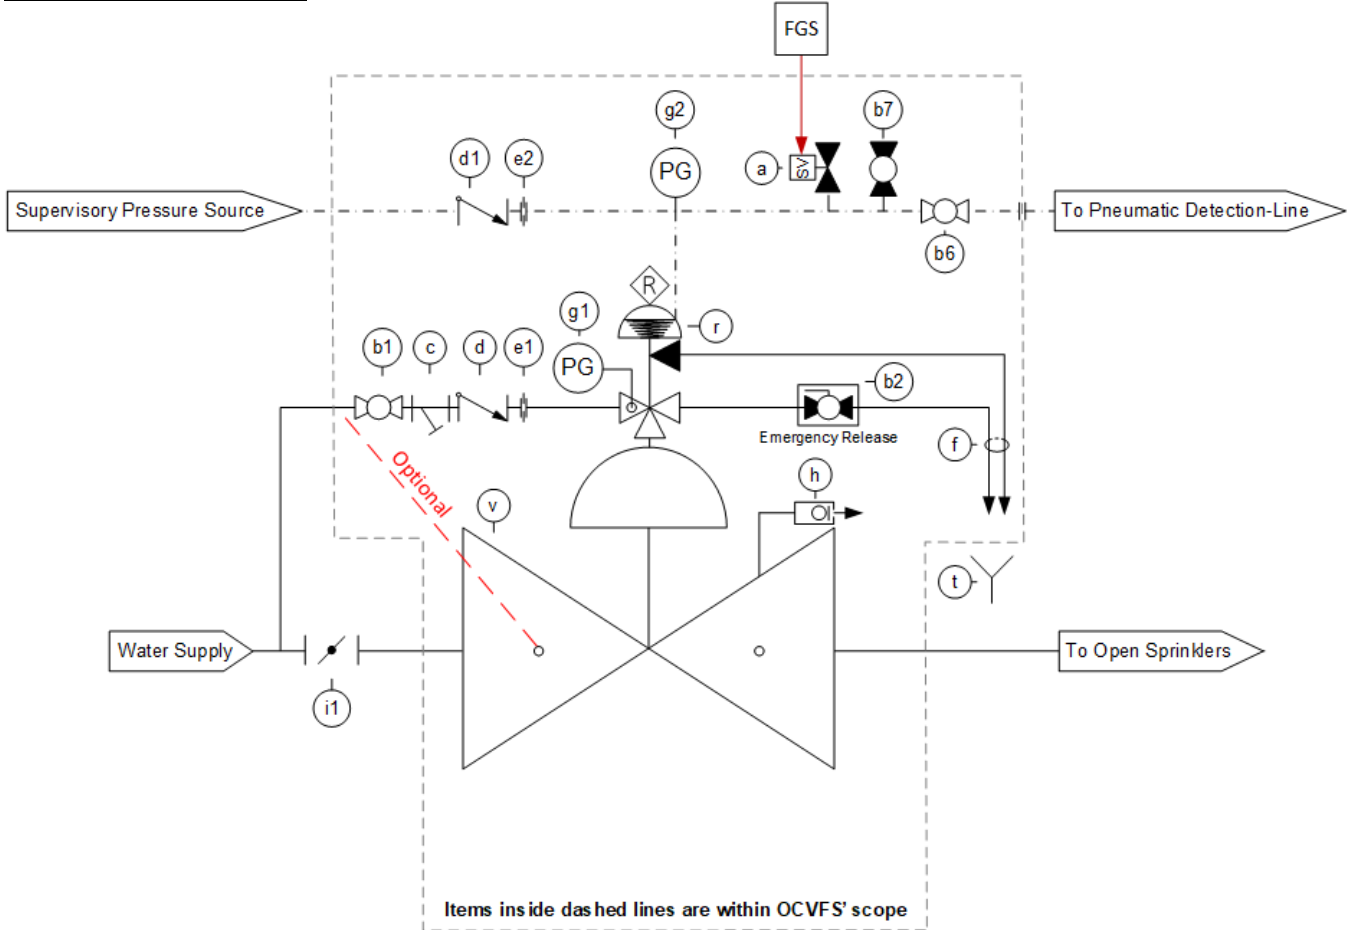 FGS
g2
b7
d1
e2
PG
a
SV
Supervisory Pressure Source
To Pneumatic Detection-Line
b6
R
g1
r
b1
c
d
e1
PG
b2
Emergency Release
f
Optional
h
v
t
Water Supply
To Open Sprinklers
i1
Items inside dashed lines are within OCVFS' scope